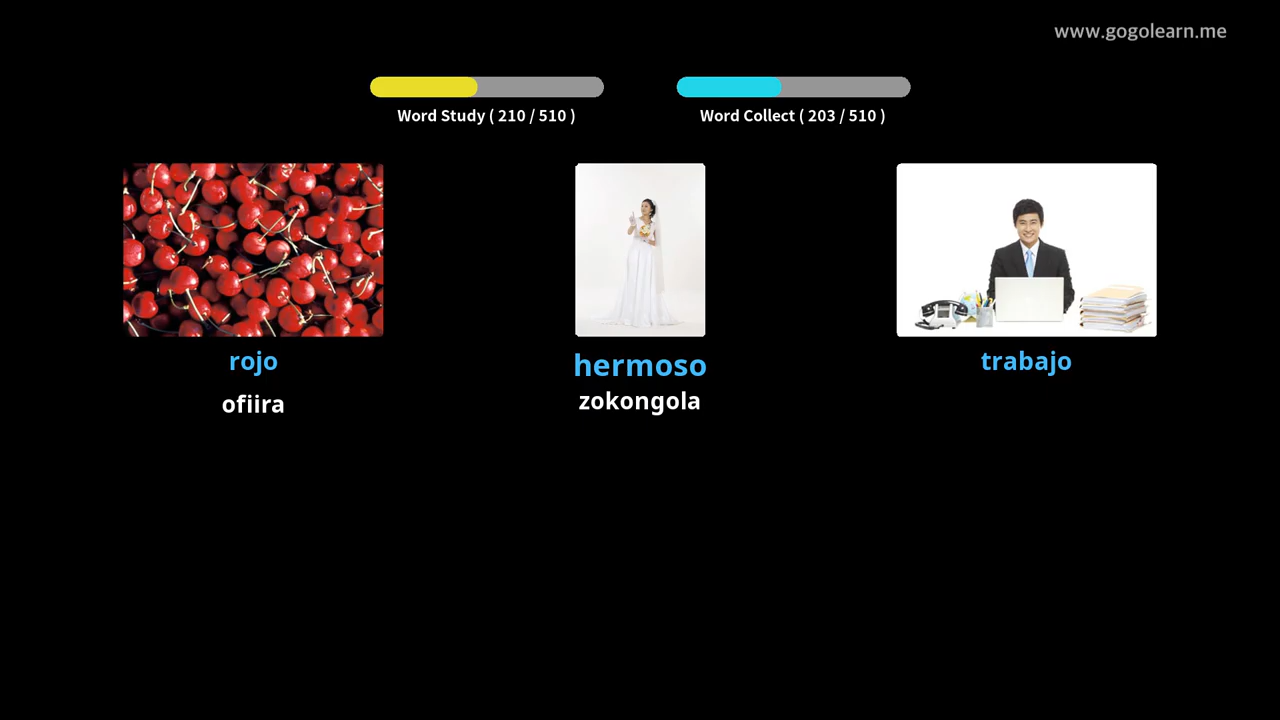 www.gogolearn.me
Word Study ( 210 / 510 )
Word Collect ( 203 / 510 )
rojo
hermoso
trabajo
ofiira
zokongola